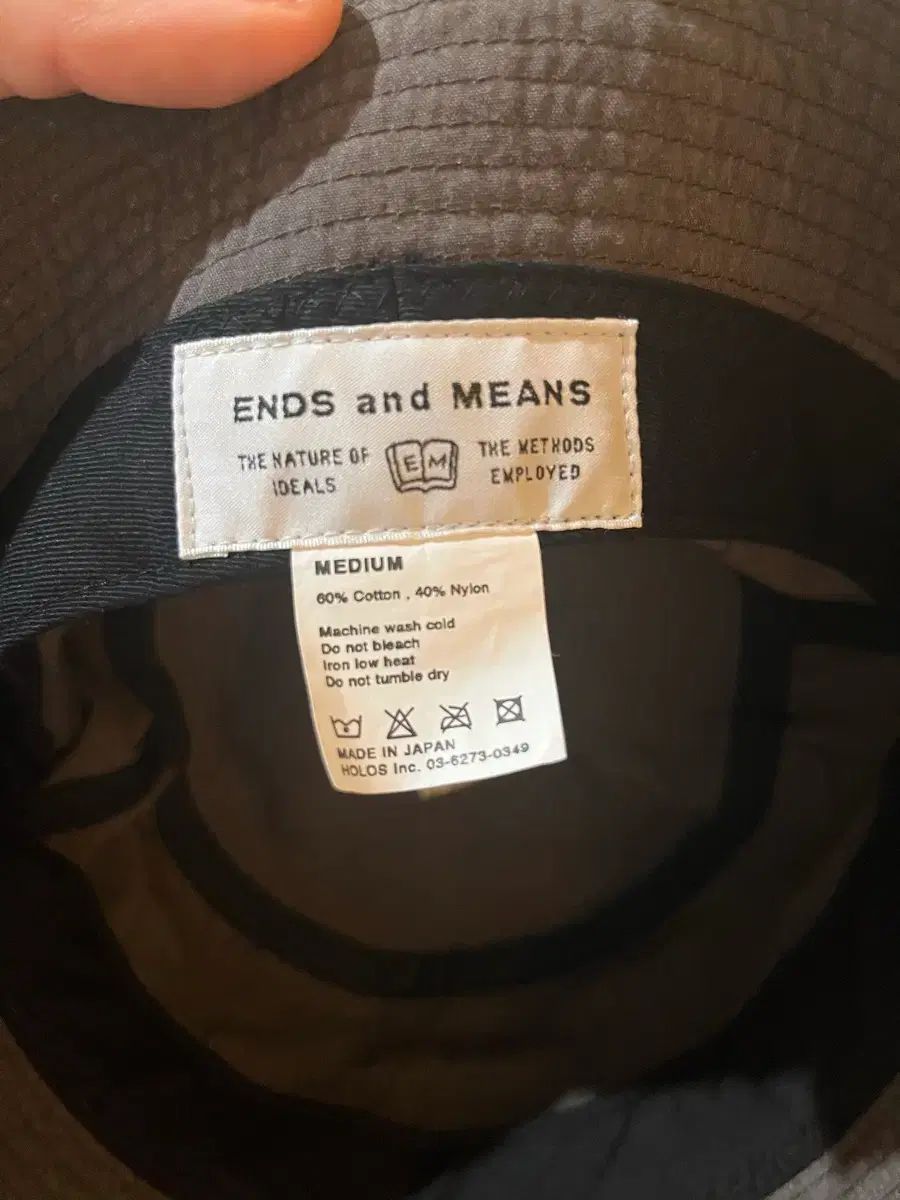 ENDS and MEANS
THE NATURE OF
IDEALS
EM
THE METHODS
EMPLOYED
MEDIUM
60% Cotton , 40% Nylon
Machine wash cold
Do not bleach
Iron low heat
Do not tumble dry
MADE IN JAPAN
HOLOS Inc. 03-6273-0349